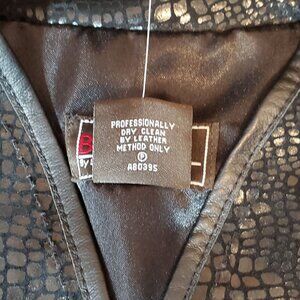 PROFESSIONALLY
DRY CLEAN
BY LEATHER
METHOD ONLY
P
A80395
B